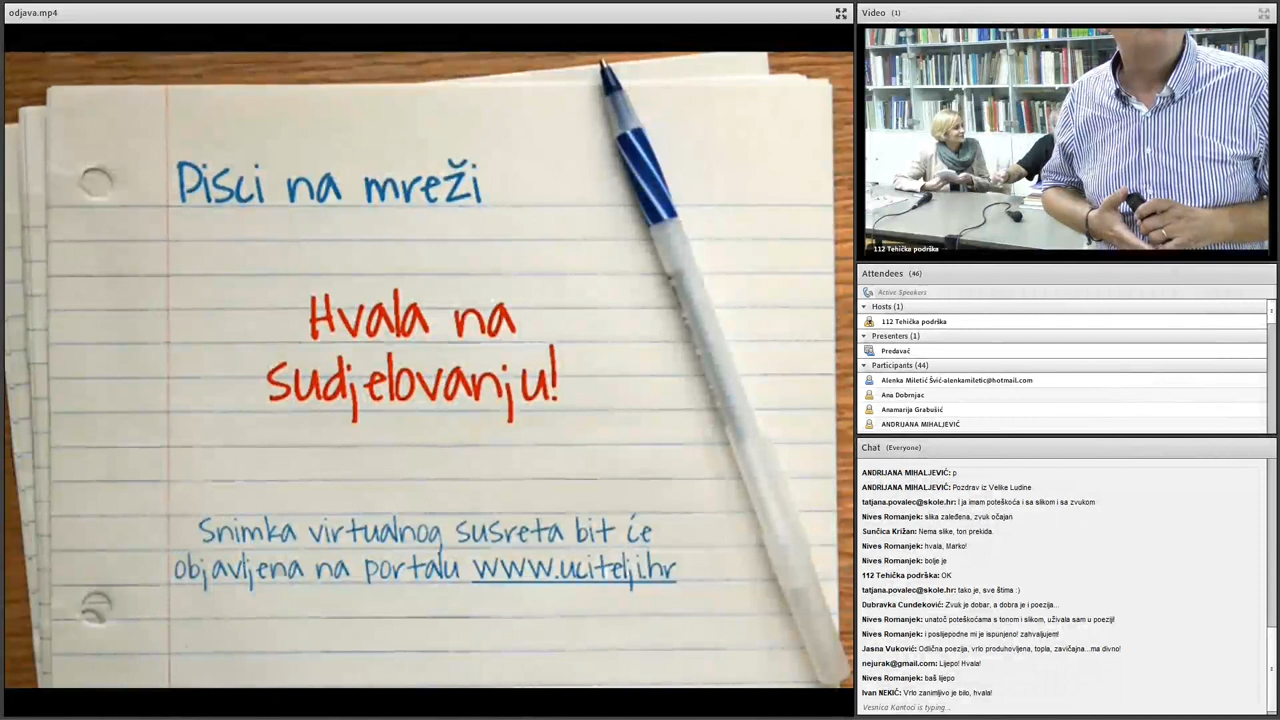 odjava.mp4
Pisci na mreži
Hvala na
sudjelovanju!
Snimka virtualnog susreta bit će
objavljena na portalu www.ucitelji.hr
Video (1)
112 Tehička podrška
Attendees (46)
Active Speakers
Hosts (1)
112 Tehička podrška
Presenters (1)
Predavač
Participants (44)
Alenka Miletić Švić-alenkamiletic@hotmail.com
Ana Dobrnjac
Anamarija Grabušić
ANDRIJANA MIHALJEVIĆ
Chat (Everyone)
ANDRIJANA MIHALJEVIĆ: p
ANDRIJANA MIHALJEVIĆ: Pozdrav iz Velike Ludine
tatjana.povalec@skole.hr: I ja imam poteškoća i sa slikom i sa zvukom
Nives Romanjek: slika zaleđena, zvuk očajan
Sunčica Križan: Nema slike, ton prekida.
Nives Romanjek: hvala, Marko!
Nives Romanjek: bolje je
112 Tehička podrška: OK
tatjana.povalec@skole.hr: tako je, sve štima :)
Dubravka Cundeković: Zvuk je dobar, a dobra je i poezija...
Nives Romanjek: unatoč poteškoćama s tonom i slikom, uživala sam u poeziji!
Nives Romanjek: i poslijepodne mi je ispunjeno! zahvaljujem!
Jasna Vuković: Odlična poezija, vrlo produhovljena, topla, zavičajna...ma divno!
nejurak@gmail.com: Lijepo! Hvala!
Nives Romanjek: baš lijepo
Ivan NEKIĆ: Vrlo zanimljivo je bilo, hvala!
Vesnica Kantoci is typing...